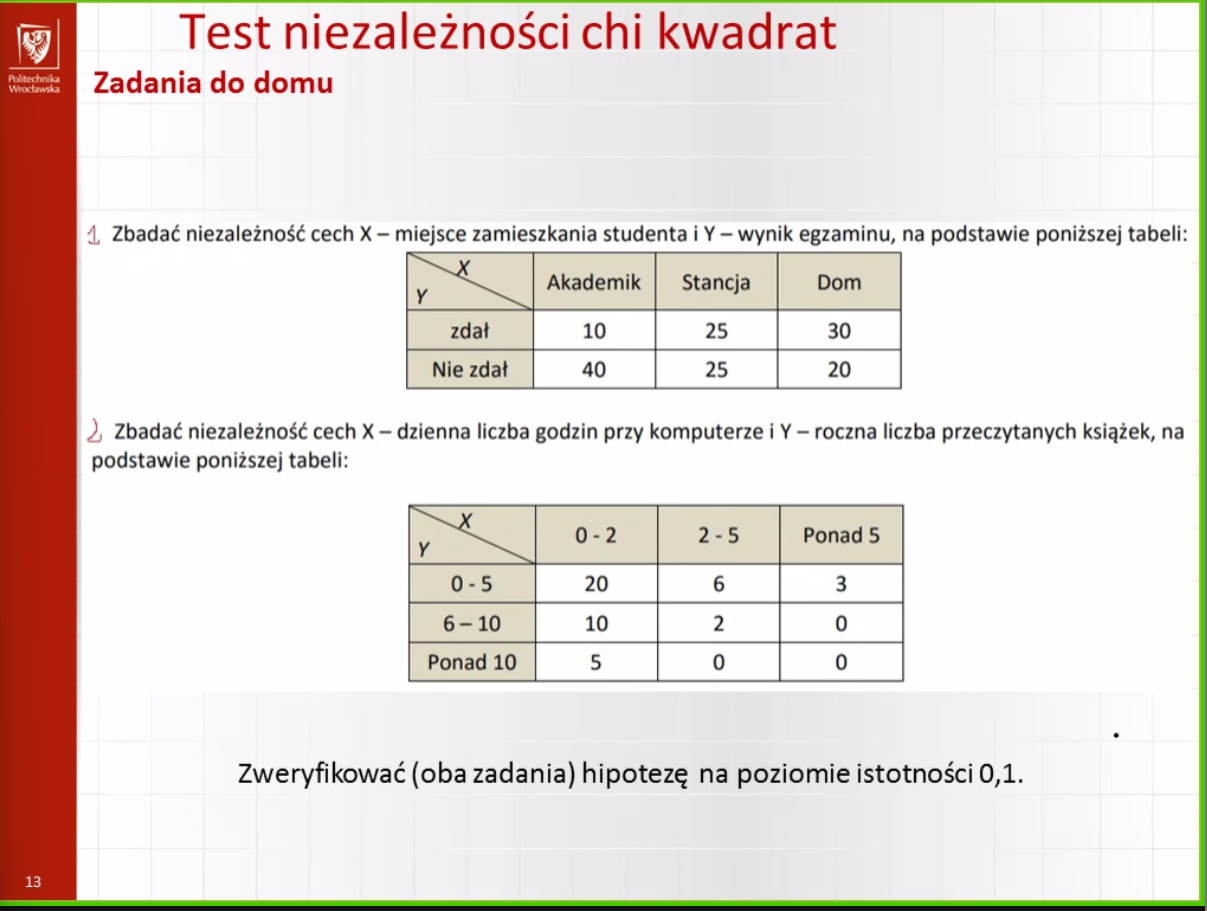 Test niezależności chi kwadrat
Politechnika
Wrocławska
Zadania do domu
1 Zbadać niezależność cech X – miejsce zamieszkania studenta i Y – wynik egzaminu, na podstawie poniższej tabeli:
X
Y
Akademik Stancja Dom
zdał 10 25 30
Nie zdał 40 25 20
2 Zbadać niezależność cech X – dzienna liczba godzin przy komputerze i Y – roczna liczba przeczytanych książek, na
podstawie poniższej tabeli:
X
Y
0 - 2 2 - 5 Ponad 5
0 - 5 20 6 3
6 – 10 10 2 0
Ponad 10 5 0 0
Zweryfikować (oba zadania) hipotezę na poziomie istotności 0,1.
13